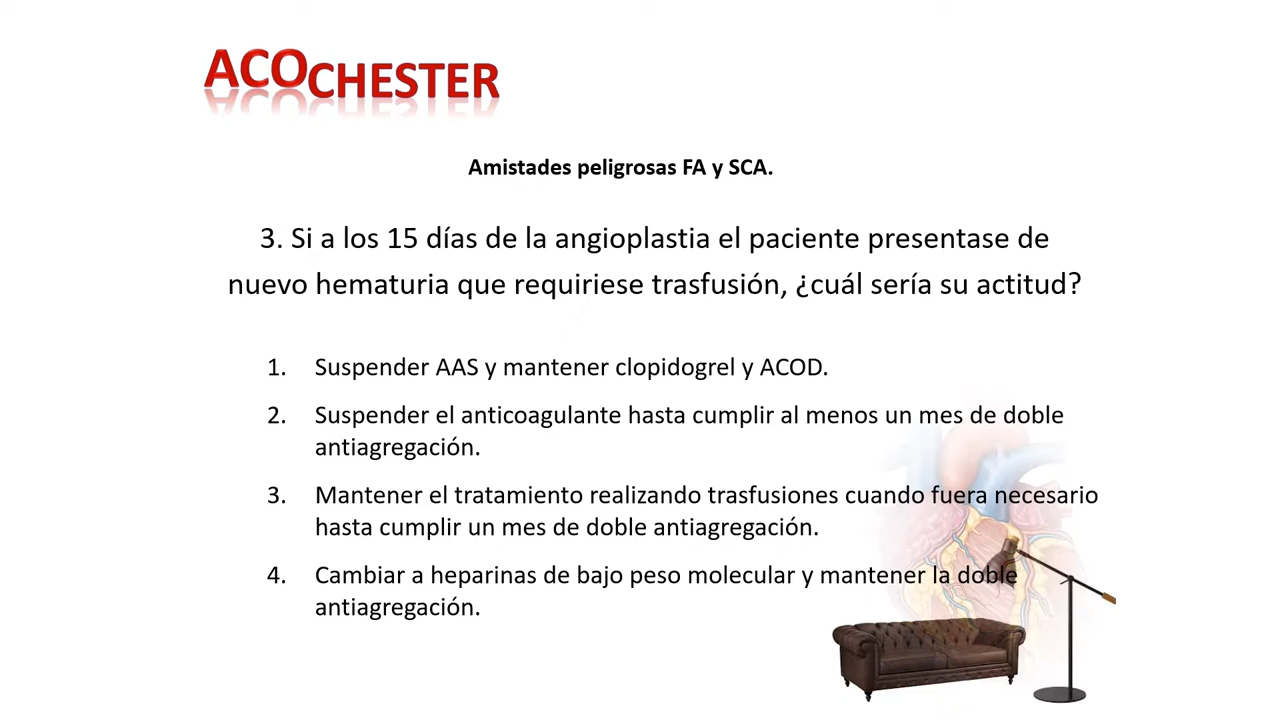 ACOCHESTER
Amistades peligrosas FA y SCA.
3. Si a los 15 días de la angioplastia el paciente presentase de
nuevo hematuria que requiriese trasfusión, ¿cuál sería su actitud?
1. Suspender AAS y mantener clopidogrel y ACOD.
2. Suspender el anticoagulante hasta cumplir al menos un mes de doble
antiagregación.
3. Mantener el tratamiento realizando trasfusiones cuando fuera necesario
hasta cumplir un mes de doble antiagregación.
4. Cambiar a heparinas de bajo peso molecular y mantener la doble
antiagregación.